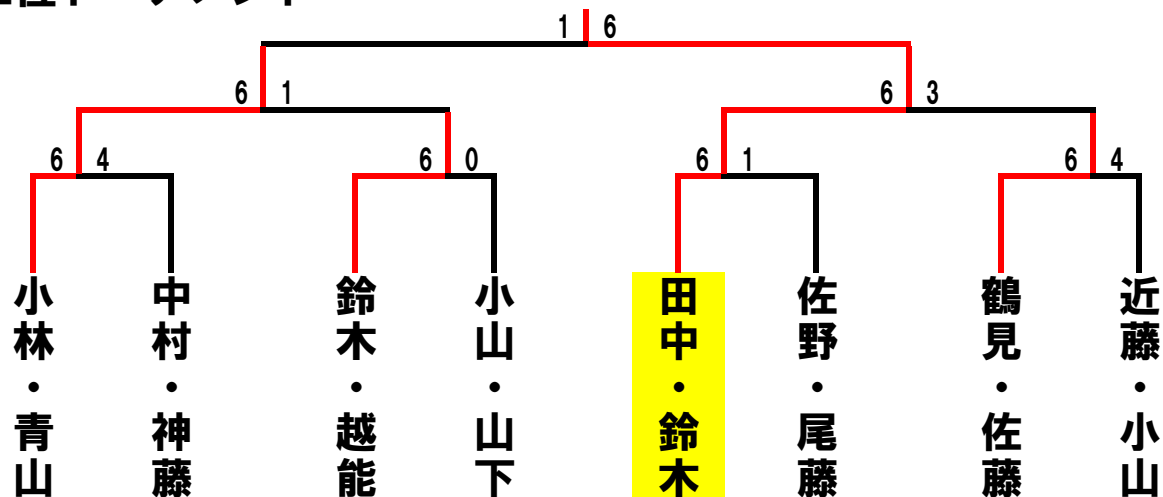 1 6
6 1
6 3
6 4
6 0
6 1
6 4
小林・青山
中村・神藤
鈴木・越能
小山・山下
田中・鈴木
佐野・尾藤
鶴見・佐藤
近藤・小山